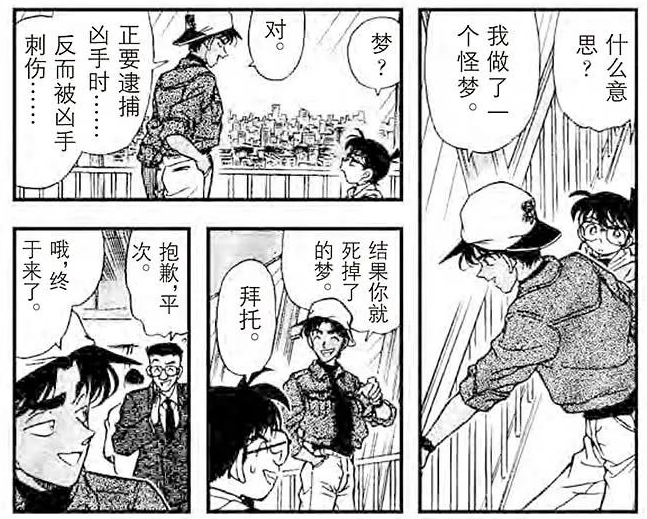 什么意
思？
我做了一
个怪梦。
梦？
对。
正要逮捕
凶手时……
反而被凶手
刺伤……
结果你就
死掉了
的梦。
拜托。
抱歉，平
次。
哦，终
于来了。